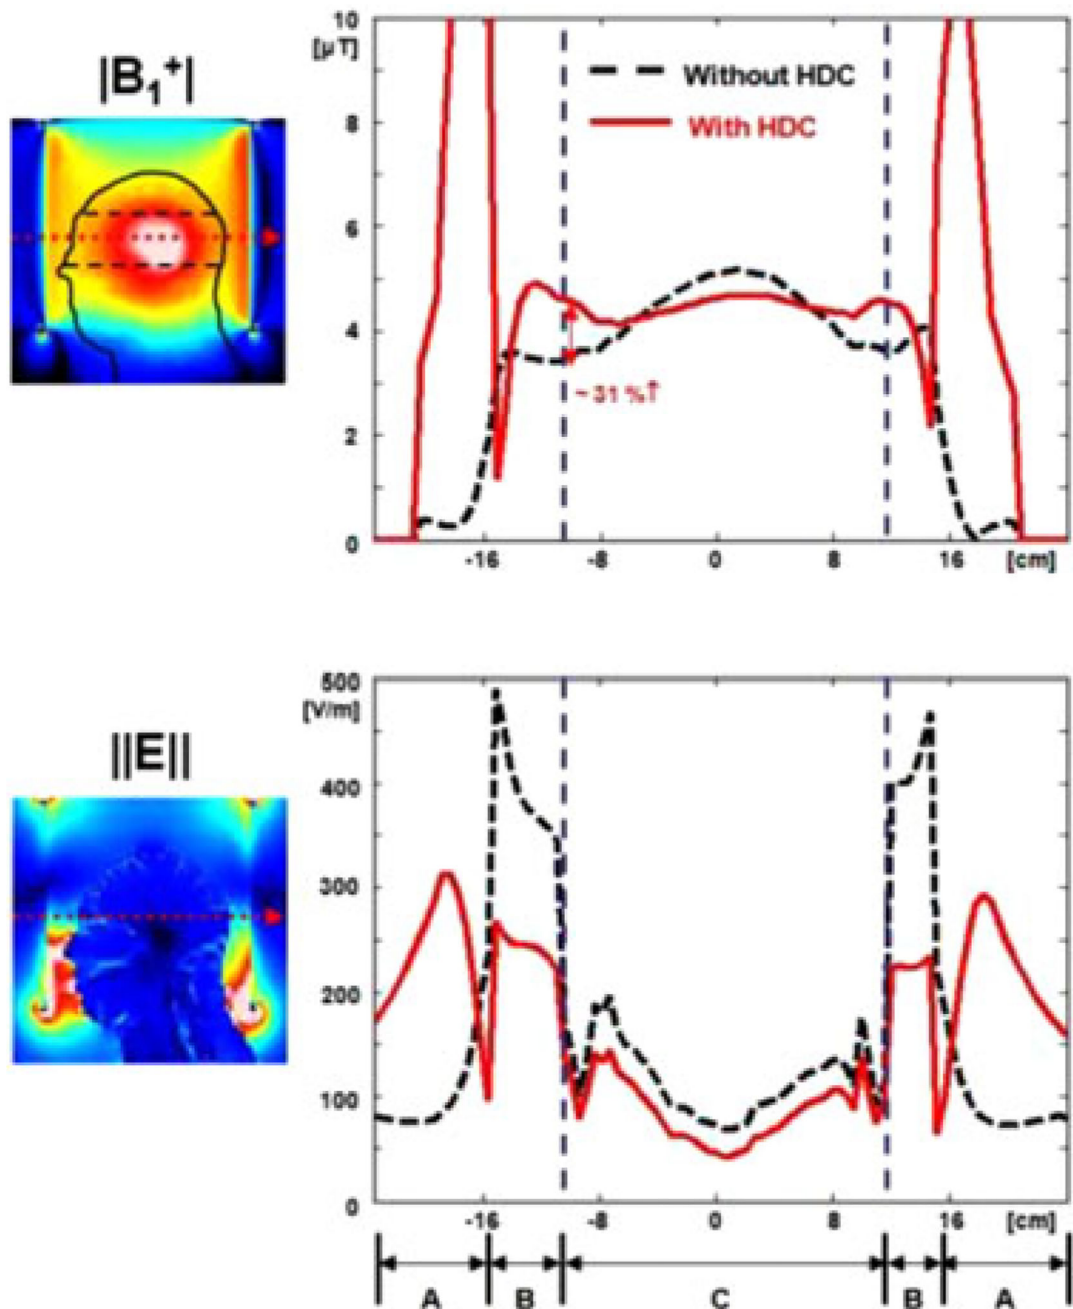 |B₁⁺|
10
[µT]
8
6
4
2
0
-16 -8 0 8 16 [cm]
Without HDC
With HDC
~ 31 %↑
||E||
500
[V/m]
400
300
200
100
0
-16 -8 0 8 16 [cm]
A B C B A